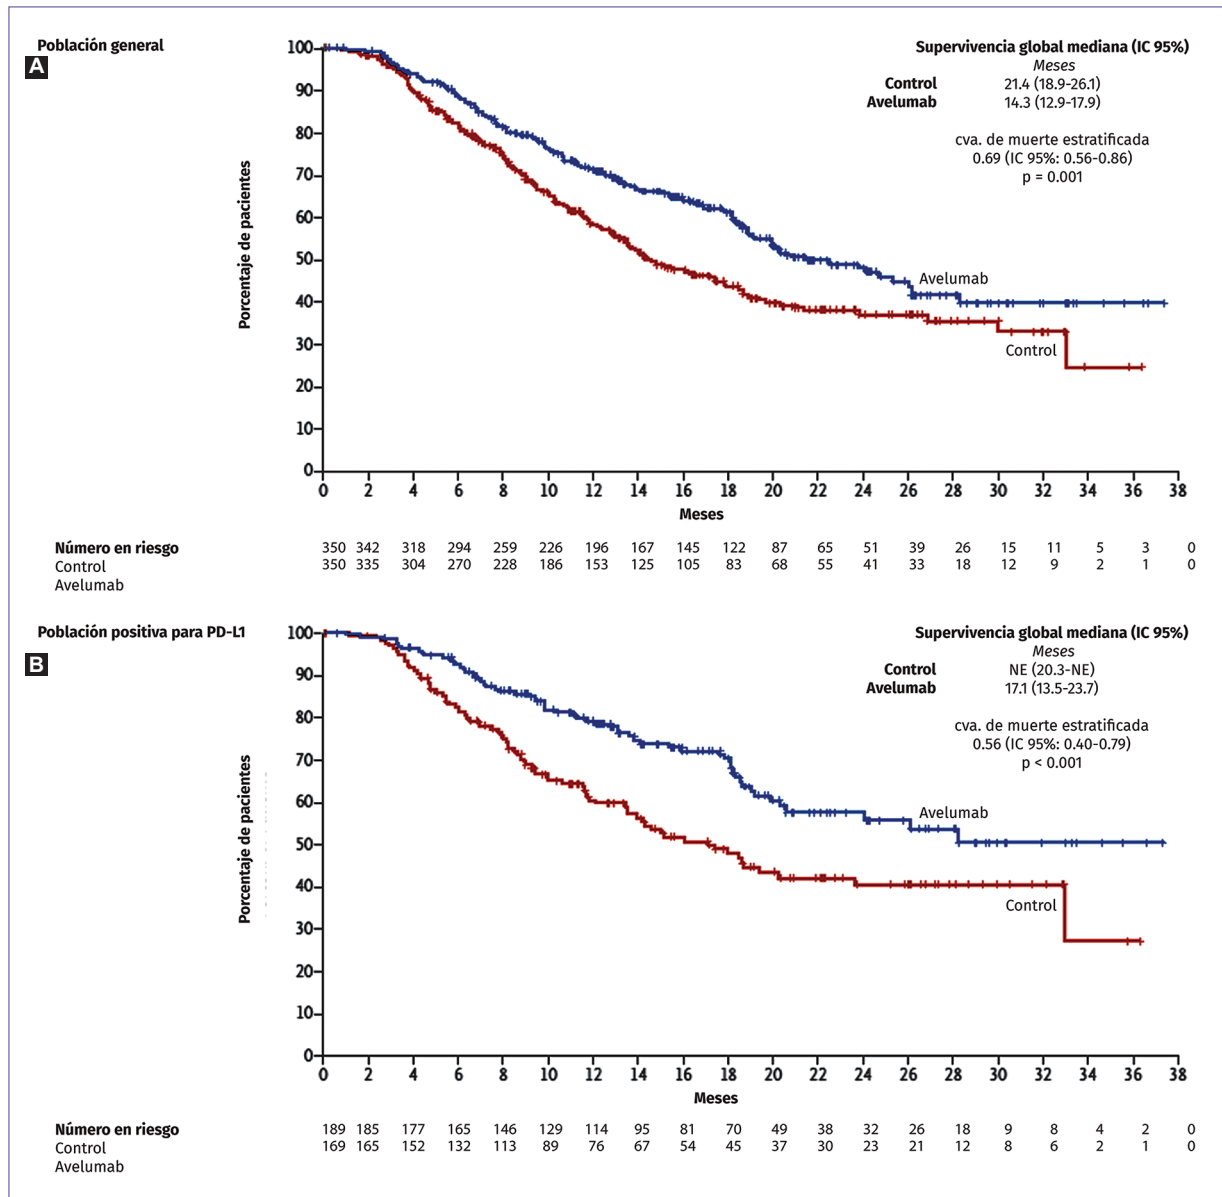 Población general
A
Supervivencia global mediana (IC 95%)
Meses
Control 21.4 (18.9-26.1)
Avelumab 14.3 (12.9-17.9)
cva. de muerte estratificada
0.69 (IC 95%: 0.56-0.86)
p = 0.001
Porcentaje de pacientes
100
90
80
70
60
50
40
30
20
10
0
Avelumab
Control
0 2 4 6 8 10 12 14 16 18 20 22 24 26 28 30 32 34 36 38
Meses
Número en riesgo 350 342 318 294 259 226 196 167 145 122 87 65 51 39 26 15 11 5 3 0
Control 350 335 304 270 228 186 153 125 105 83 68 55 41 33 18 12 9 2 1 0
Avelumab
Población positiva para PD-L1
B
Supervivencia global mediana (IC 95%)
Meses
Control NE (20.3-NE)
Avelumab 17.1 (13.5-23.7)
cva. de muerte estratificada
0.56 (IC 95%: 0.40-0.79)
p < 0.001
Porcentaje de pacientes
100
90
80
70
60
50
40
30
20
10
0
Avelumab
Control
0 2 4 6 8 10 12 14 16 18 20 22 24 26 28 30 32 34 36 38
Meses
Número en riesgo 189 185 177 165 146 129 114 95 81 70 49 38 32 26 18 9 8 4 2 0
Control 169 165 152 132 113 89 76 67 54 45 37 30 23 21 12 8 6 2 1 0
Avelumab